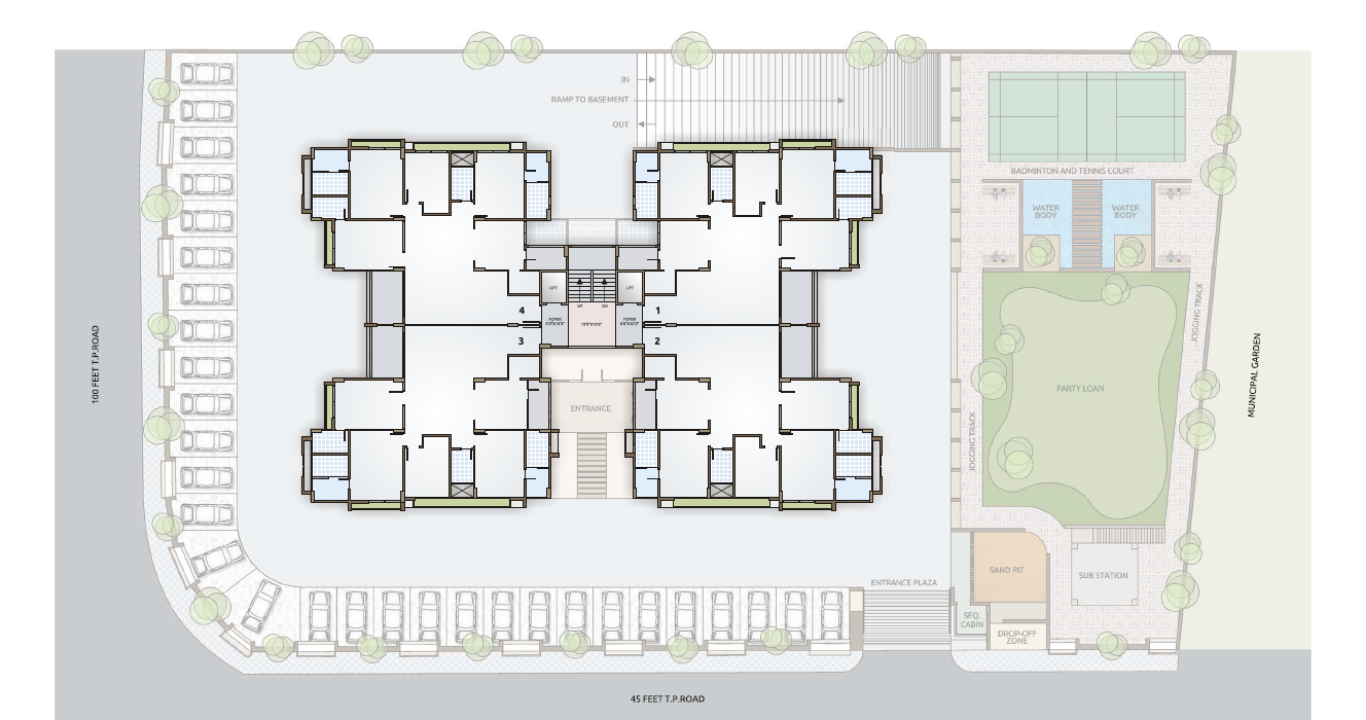 IN
RAMP TO BASEMENT
OUT
BADMINTON AND TENNIS COURT
WATER
BODY
WATER
BODY
LIFT
LIFT
UP
DN
4
1
FOYER
FOYER
3
2
ENTRANCE
100 FEET T.P.ROAD
JOGGING TRACK
MUNICIPAL GARDEN
PARTY LOAN
JOGGING TRACK
ENTRANCE PLAZA
SAND PIT
SUB STATION
SEQ.
CABIN
DROP-OFF
ZONE
45 FEET T.P.ROAD